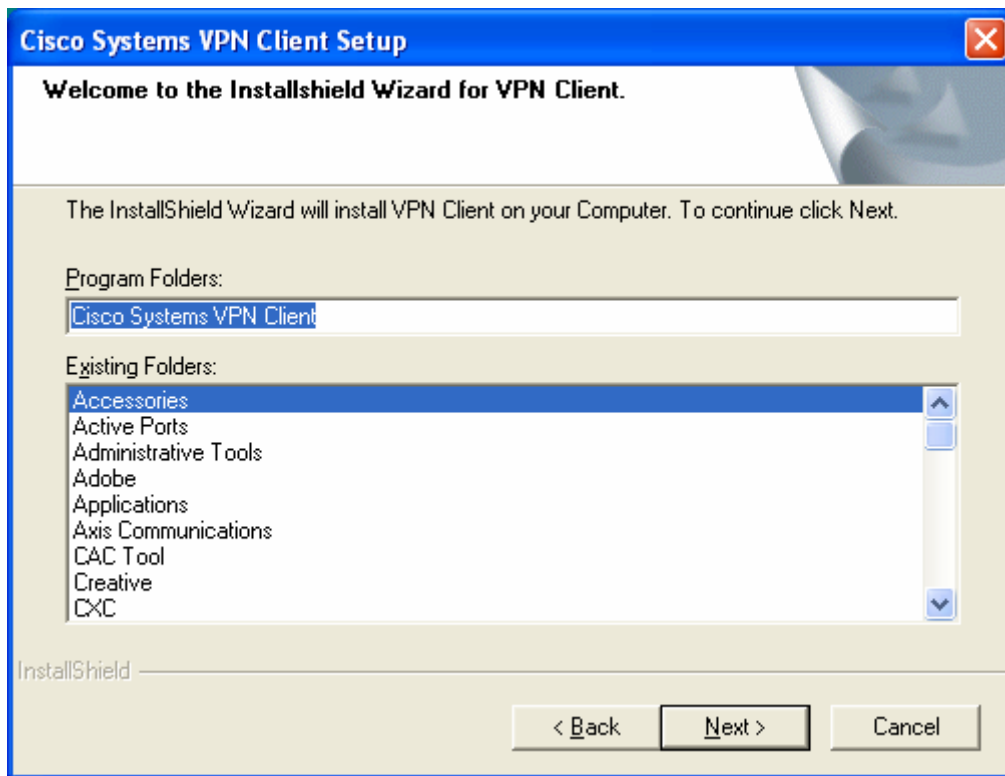 Cisco Systems VPN Client Setup
Welcome to the Installshield Wizard for VPN Client.
The InstallShield Wizard will install VPN Client on your Computer. To continue click Next.
Program Folders:
Cisco Systems VPN Client
Existing Folders:
Accessories
Active Ports
Administrative Tools
Adobe
Applications
Axis Communications
CAC Tool
Creative
CXC
InstallShield
< Back Next > Cancel